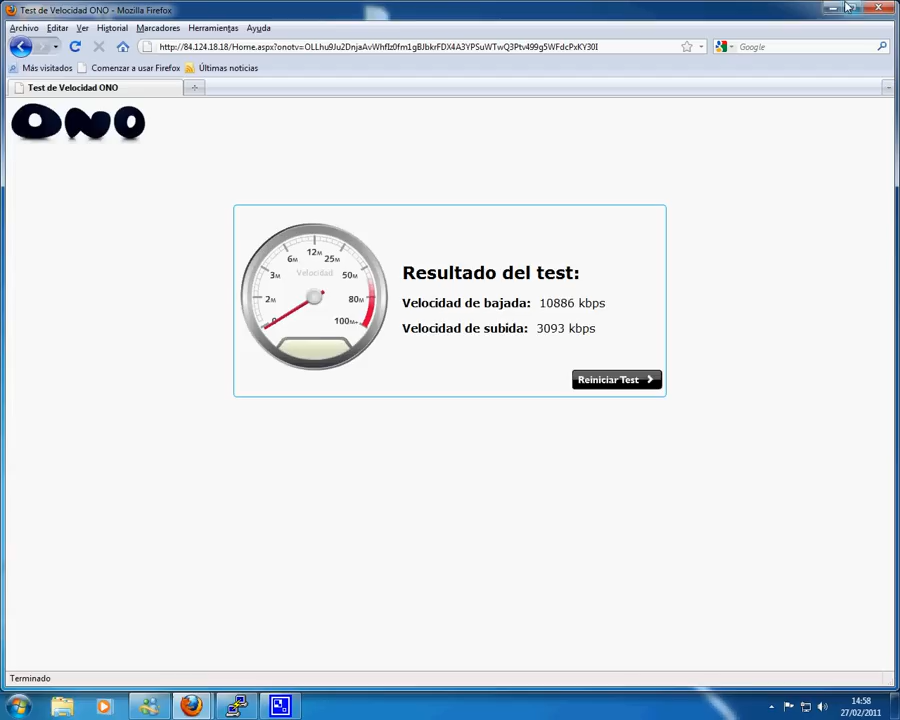 Test de Velocidad ONO - Mozilla Firefox
Archivo Editar Ver Historial Marcadores Herramientas Ayuda
Google
Más visitados Comenzar a usar Firefox Últimas noticias
Test de Velocidad ONO
ONO
0 2M 3M 6M 12M 25M 50M 80M 100M+
Velocidad
Resultado del test:
Velocidad de bajada: 10886 kbps
Velocidad de subida: 3093 kbps
Reiniciar Test
Terminado
14:58
27/02/2011